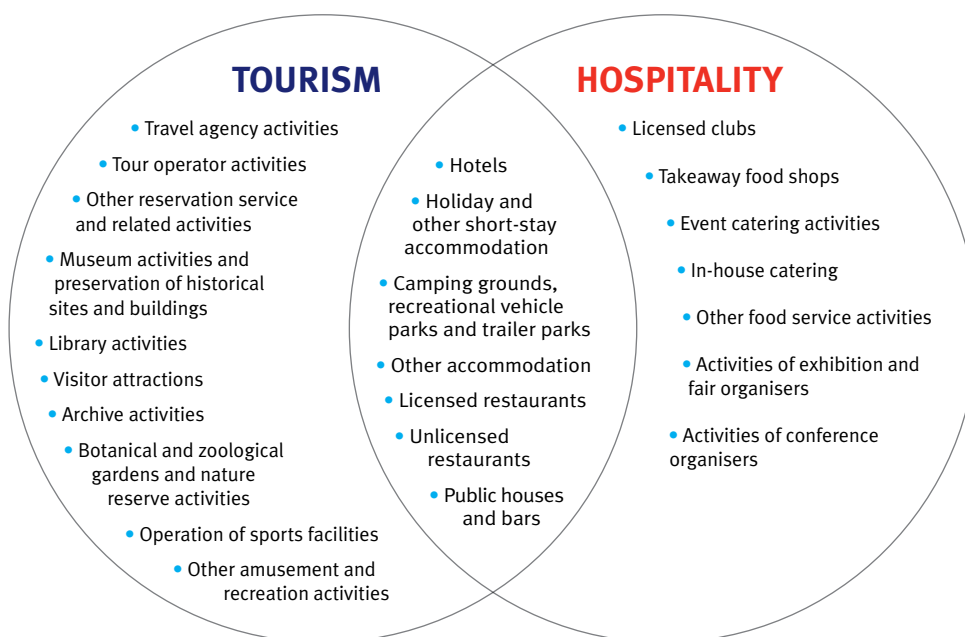 TOURISM
• Travel agency activities
• Tour operator activities
• Other reservation service
and related activities
• Museum activities and
preservation of historical
sites and buildings
• Library activities
• Visitor attractions
• Archive activities
• Botanical and zoological
gardens and nature
reserve activities
• Operation of sports facilities
• Other amusement and
recreation activities
• Hotels
• Holiday and
other short-stay
accommodation
• Camping grounds,
recreational vehicle
parks and trailer parks
• Other accommodation
• Licensed restaurants
• Unlicensed
restaurants
• Public houses
and bars
HOSPITALITY
• Licensed clubs
• Takeaway food shops
• Event catering activities
• In-house catering
• Other food service activities
• Activities of exhibition and
fair organisers
• Activities of conference
organisers